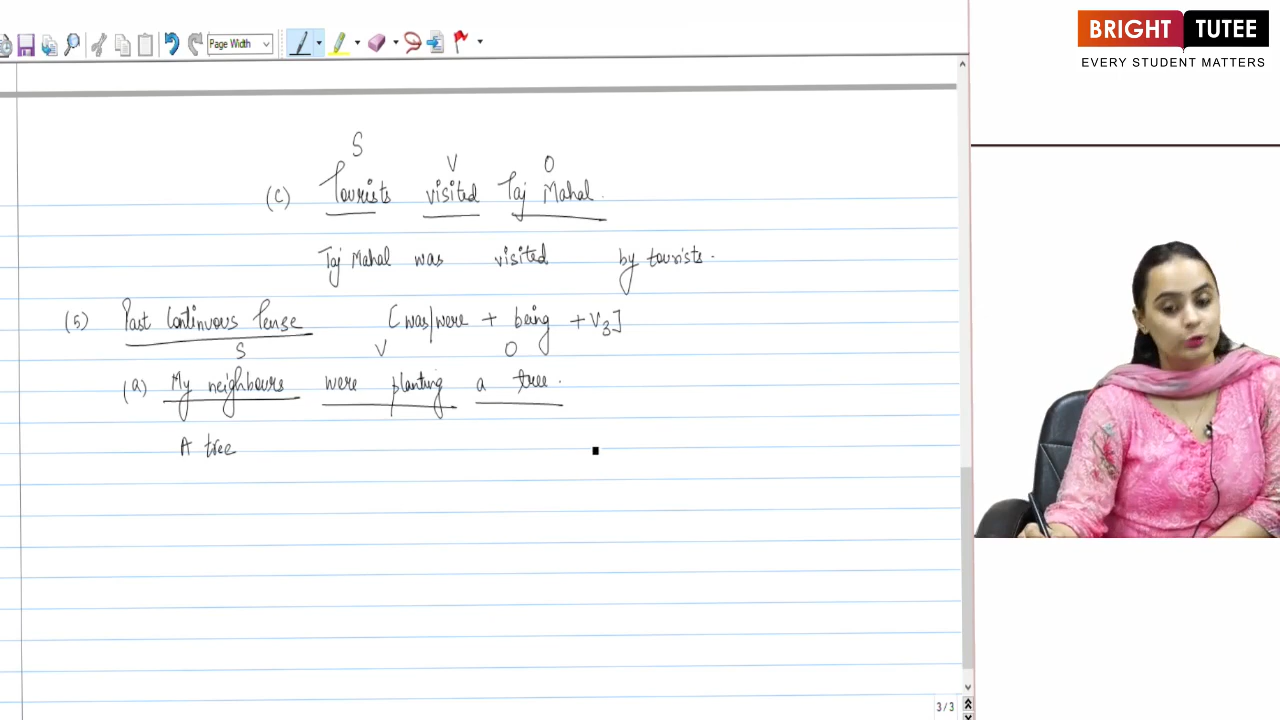 Page Width
BRIGHT TUTEE
EVERY STUDENT MATTERS
S V O
(C) Tourists visited Taj Mahal.
Taj Mahal was visited by tourists.
(5) Past Continuous Tense [was/were + being + V3]
S V O
(a) My neighbours were planting a tree.
A tree
3/3